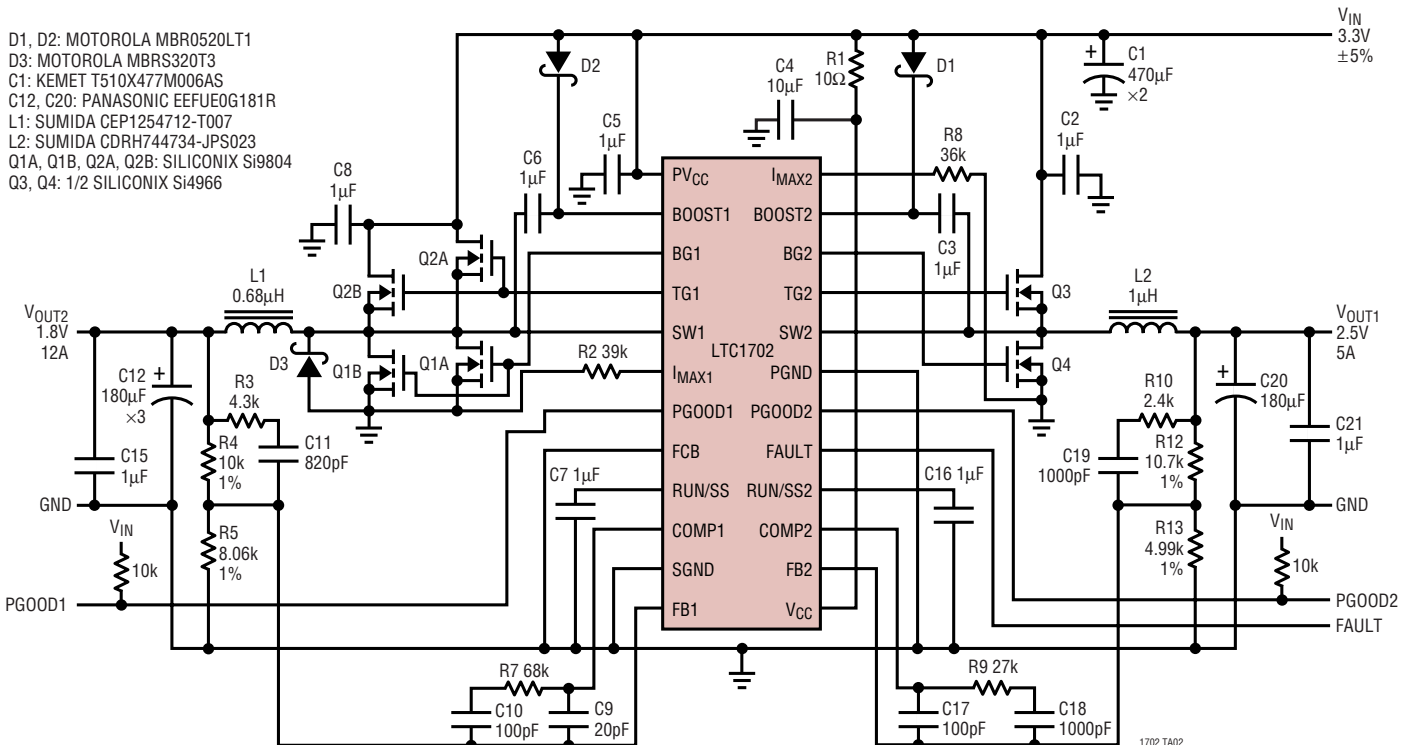 D1, D2: MOTOROLA MBR0520LT1
D3: MOTOROLA MBRS320T3
C1: KEMET T510X477M006AS
C12, C20: PANASONIC EEFUE0G181R
L1: SUMIDA CEP1254712-T007
L2: SUMIDA CDRH744734-JPS023
Q1A, Q1B, Q2A, Q2B: SILICONIX Si9804
Q3, Q4: 1/2 SILICONIX Si4966
VIN
3.3V
±5%
D2
C4
10µF
R1
10Ω
D1
+
C1
470µF
×2
C5
1µF
C6
1µF
C8
1µF
R8
36k
C2
1µF
C3
1µF
PVCC
BOOST1
BG1
TG1
SW1
IMAX1
PGOOD1
FCB
RUN/SS
COMP1
SGND
FB1
LTC1702
IMAX2
BOOST2
BG2
TG2
SW2
PGND
PGOOD2
FAULT
RUN/SS2
COMP2
FB2
VCC
Q2A
Q2B
Q1B
Q1A
L1
0.68µH
VOUT2
1.8V
12A
D3
R2 39k
+
C12
180µF
×3
R3
4.3k
R4
10k
1%
C11
820pF
C15
1µF
GND
VIN
10k
R5
8.06k
1%
PGOOD1
C7 1µF
R7 68k
C10
100pF
C9
20pF
Q3
Q4
L2
1µH
VOUT1
2.5V
5A
R10
2.4k
+
C20
180µF
C21
1µF
C19
1000pF
R12
10.7k
1%
C16 1µF
GND
R13
4.99k
1%
VIN
10k
PGOOD2
FAULT
R9 27k
C17
100pF
C18
1000pF
1702 TA02